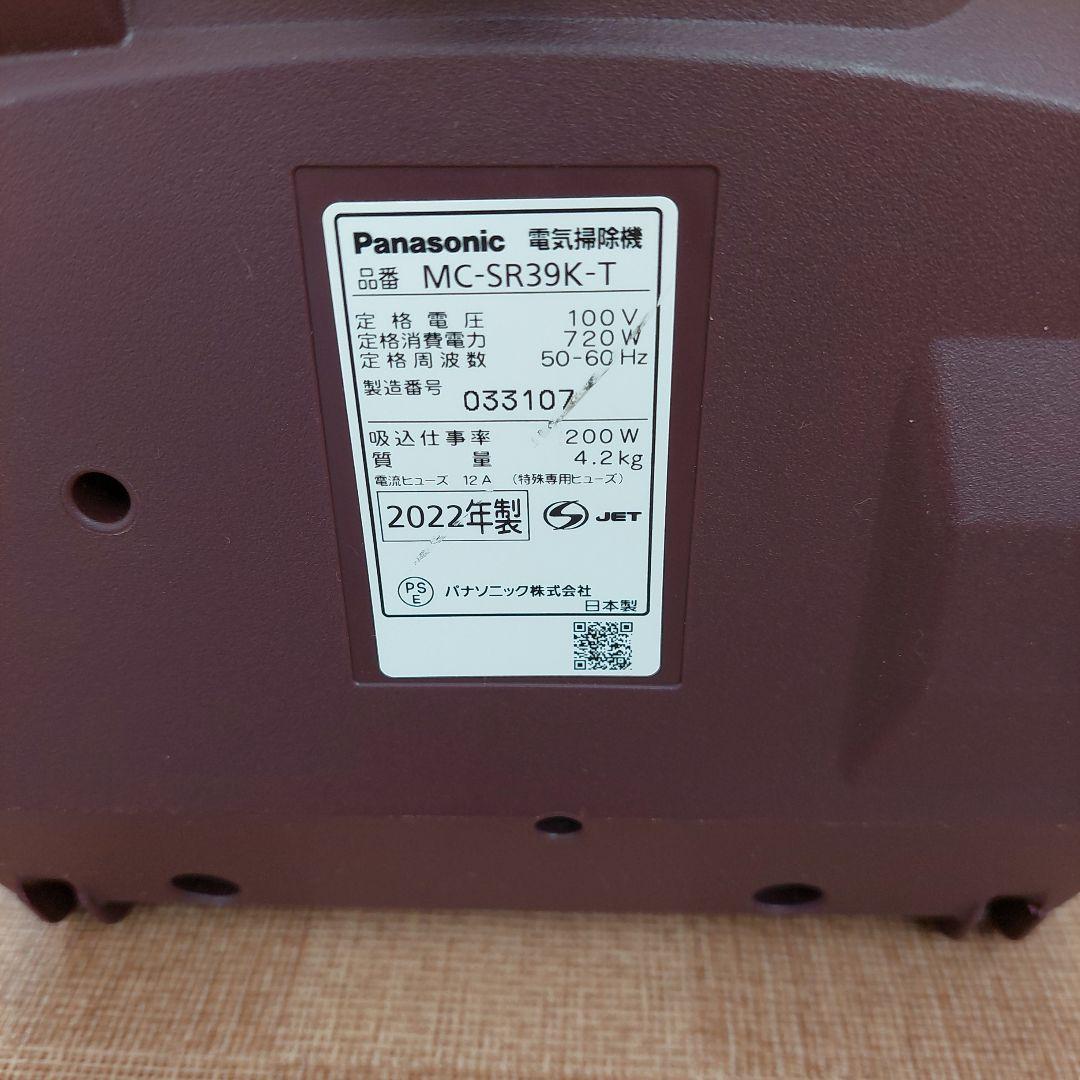 Panasonic 電気掃除機
品番 MC-SR39K-T
定格電圧 100V
定格消費電力 720W
定格周波数 50-60Hz
製造番号 033107
吸込仕事率 200W
質量 4.2kg
電流ヒューズ 12A (特殊専用ヒューズ)
2022年製 S JET
PSE パナソニック株式会社
日本製